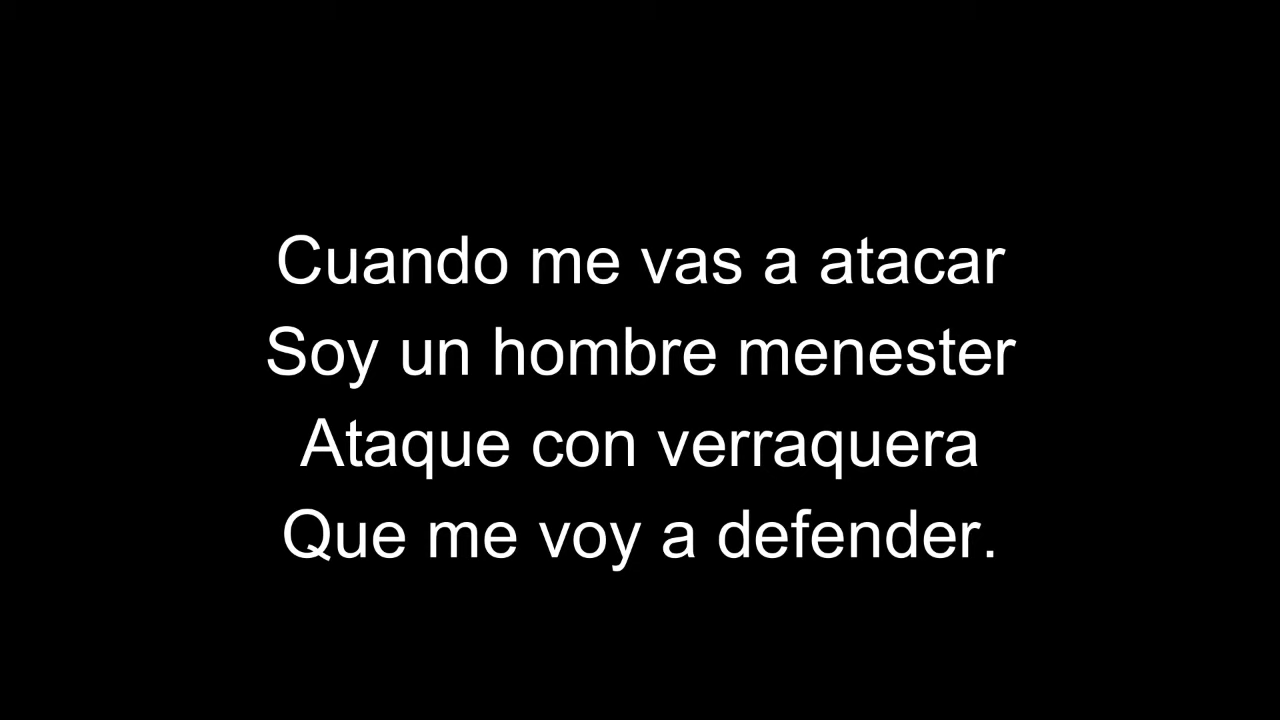 Cuando me vas a atacar
Soy un hombre menester
Ataque con verraquera
Que me voy a defender.